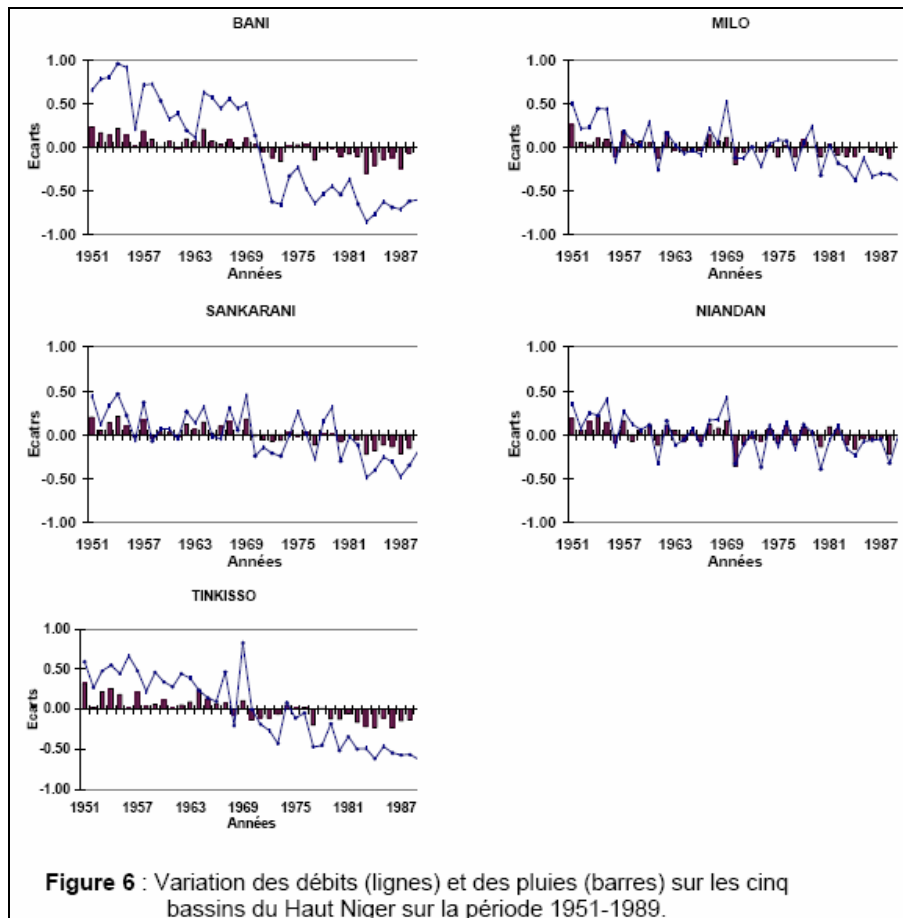 BANI
1.00
0.50
0.00
-0.50
-1.00
Ecarts
1951 1957 1963 1969 1975 1981 1987
Années
MILO
1.00
0.50
0.00
-0.50
-1.00
Ecarts
1951 1957 1963 1969 1975 1981 1987
Années
SANKARANI
1.00
0.50
0.00
-0.50
-1.00
Ecatrs
1951 1957 1963 1969 1975 1981 1987
Années
NIANDAN
1.00
0.50
0.00
-0.50
-1.00
Ecarts
1951 1957 1963 1969 1975 1981 1987
Années
TINKISSO
1.00
0.50
0.00
-0.50
-1.00
Ecarts
1951 1957 1963 1969 1975 1981 1987
Années
Figure 6 : Variation des débits (lignes) et des pluies (barres) sur les cinq
bassins du Haut Niger sur la période 1951-1989.